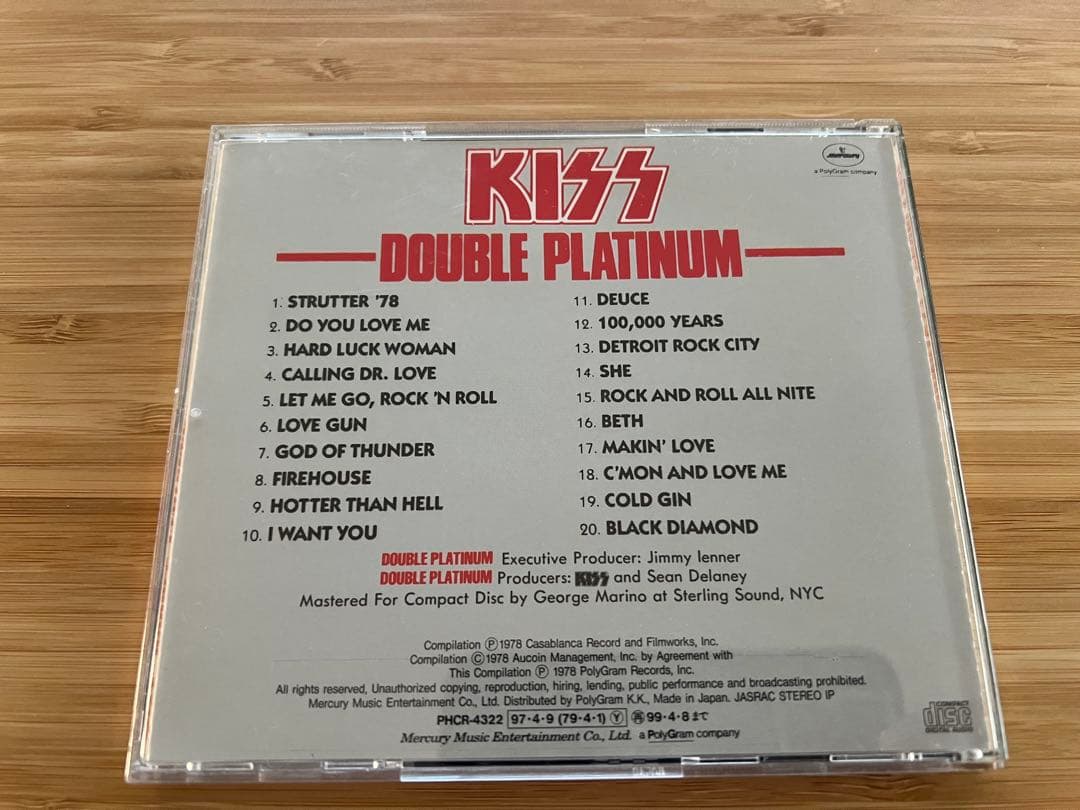 KISS
mercury
a PolyGram company
DOUBLE PLATINUM
1. STRUTTER '78
2. DO YOU LOVE ME
3. HARD LUCK WOMAN
4. CALLING DR. LOVE
5. LET ME GO, ROCK 'N ROLL
6. LOVE GUN
7. GOD OF THUNDER
8. FIREHOUSE
9. HOTTER THAN HELL
10. I WANT YOU
11. DEUCE
12. 100,000 YEARS
13. DETROIT ROCK CITY
14. SHE
15. ROCK AND ROLL ALL NITE
16. BETH
17. MAKIN' LOVE
18. C'MON AND LOVE ME
19. COLD GIN
20. BLACK DIAMOND
DOUBLE PLATINUM Executive Producer: Jimmy Ienner
DOUBLE PLATINUM Producers: KISS and Sean Delaney
Mastered For Compact Disc by George Marino at Sterling Sound, NYC
Compilation Ⓟ1978 Casablanca Record and Filmworks, Inc.
Compilation Ⓒ1978 Aucoin Management, Inc. by Agreement with
This Compilation Ⓟ 1978 PolyGram Records, Inc.
All rights reserved, Unauthorized copying, reproduction, hiring, lending, public performance and broadcasting prohibited.
Mercury Music Entertainment Co., Ltd. Distributed by PolyGram K.K., Made in Japan. JASRAC STEREO IP
PHCR-4322 97·4·9 (79·4·1) Ⓨ 再99·4·8まで
Mercury Music Entertainment Co., Ltd. a PolyGram company
COMPACT
disc
DIGITAL AUDIO